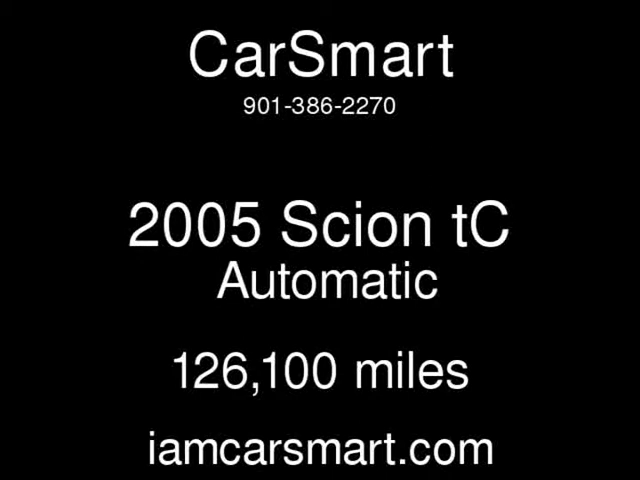 CarSmart
901-386-2270
2005 Scion tC
Automatic
126,100 miles
iamcarsmart.com